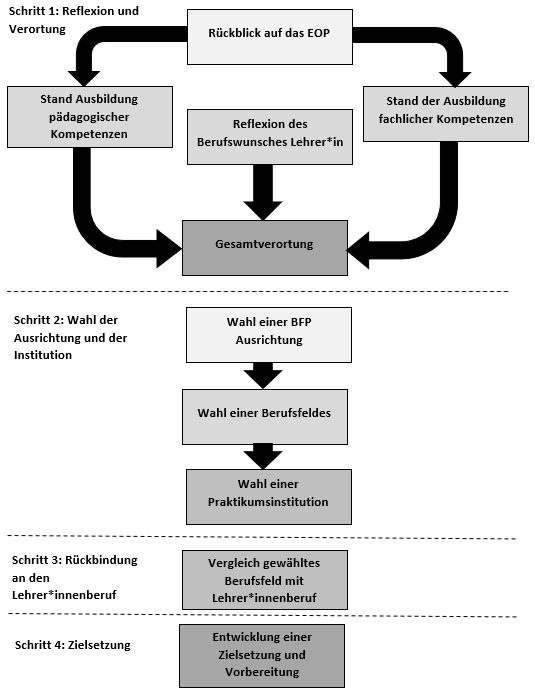 Schritt 1: Reflexion und
Verortung
Rückblick auf das EOP
Stand Ausbildung
pädagogischer
Kompetenzen
Reflexion des
Berufswunsches Lehrer*in
Stand der Ausbildung
fachlicher Kompetenzen
Gesamtverortung
Schritt 2: Wahl der
Ausrichtung und der
Institution
Wahl einer BFP
Ausrichtung
Wahl einer Berufsfeldes
Wahl einer
Praktikumsinstitution
Schritt 3: Rückbindung
an den
Lehrer*innenberuf
Vergleich gewähltes
Berufsfeld mit
Lehrer*innenberuf
Schritt 4: Zielsetzung
Entwicklung einer
Zielsetzung und
Vorbereitung